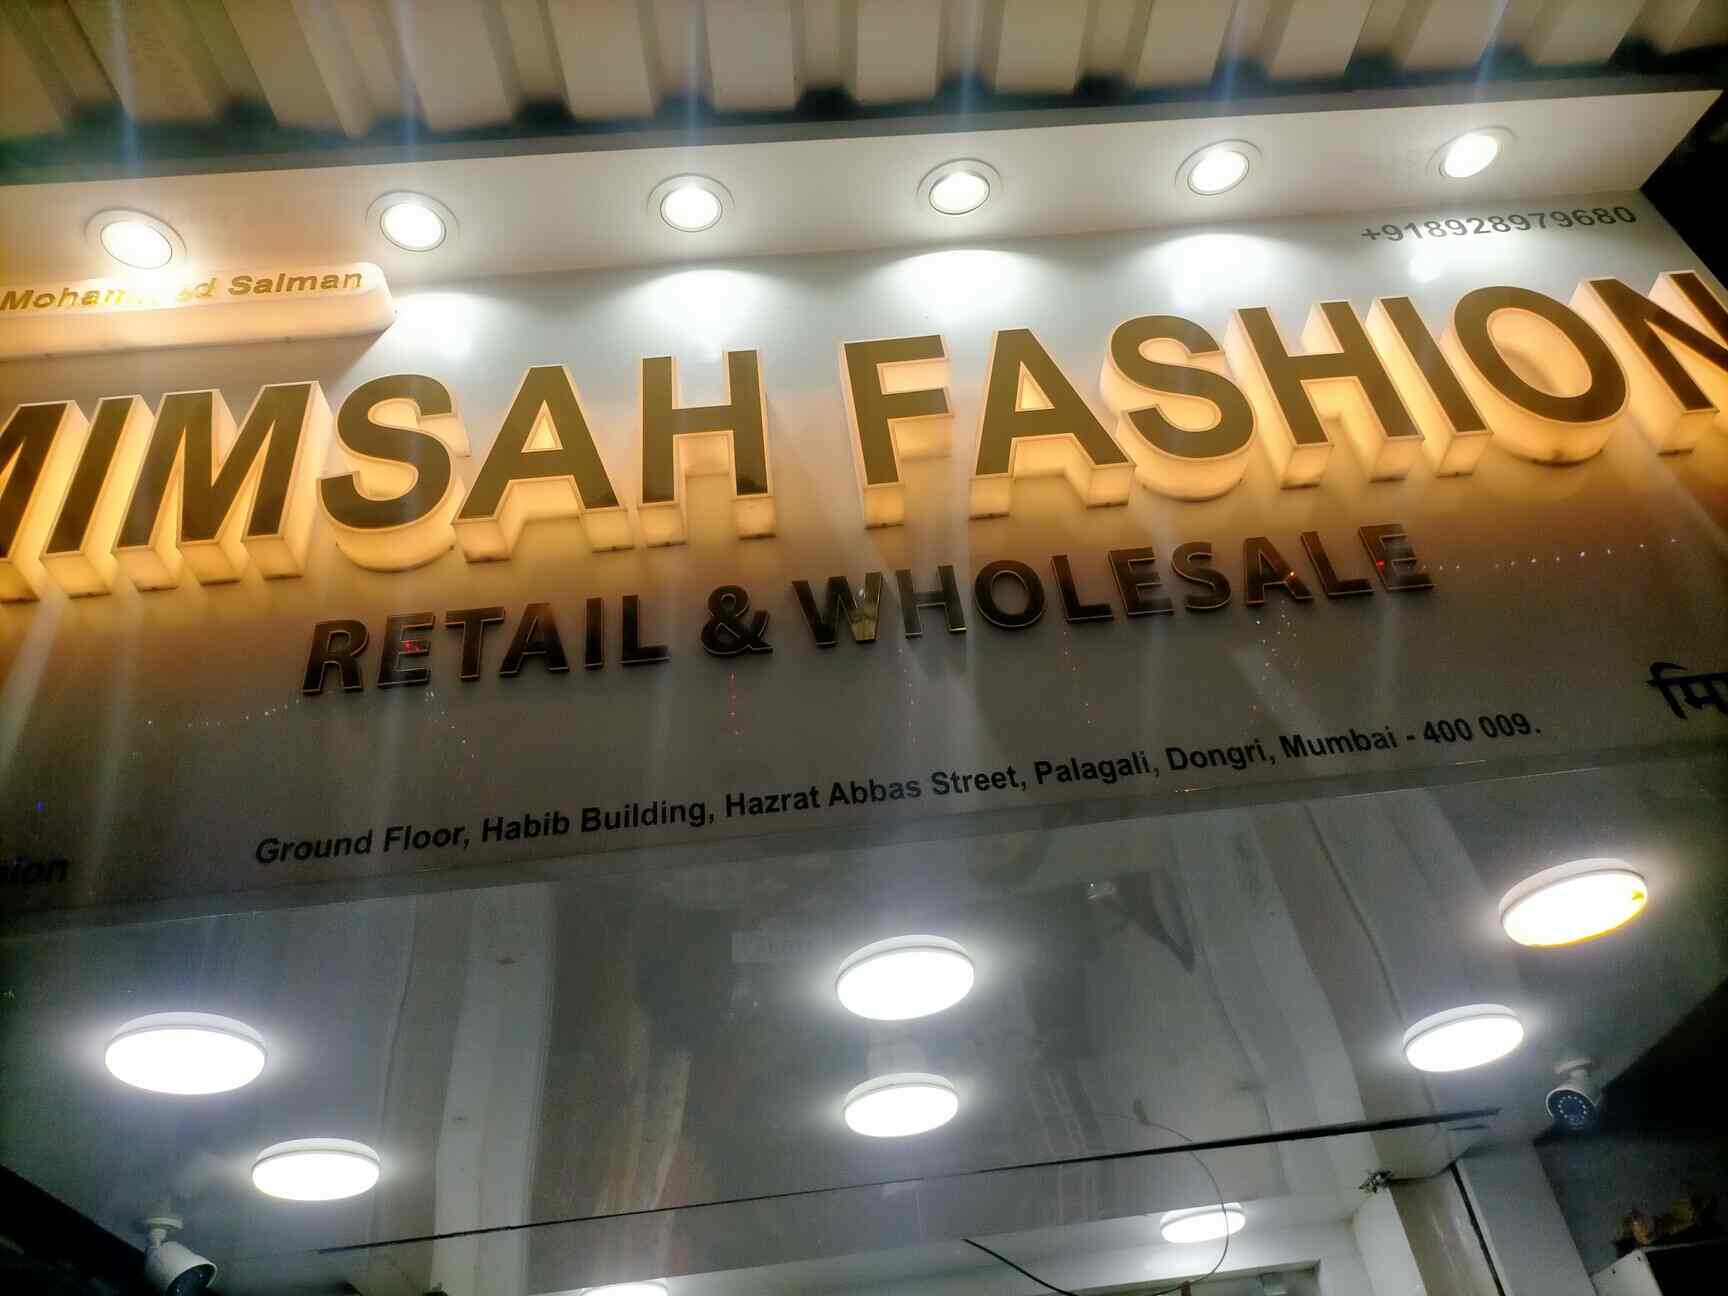 Mohammed Salman
+918928979680
MIMSAH FASHION
RETAIL & WHOLESALE
Ground Floor, Habib Building, Hazrat Abbas Street, Palagali, Dongri, Mumbai - 400 009.